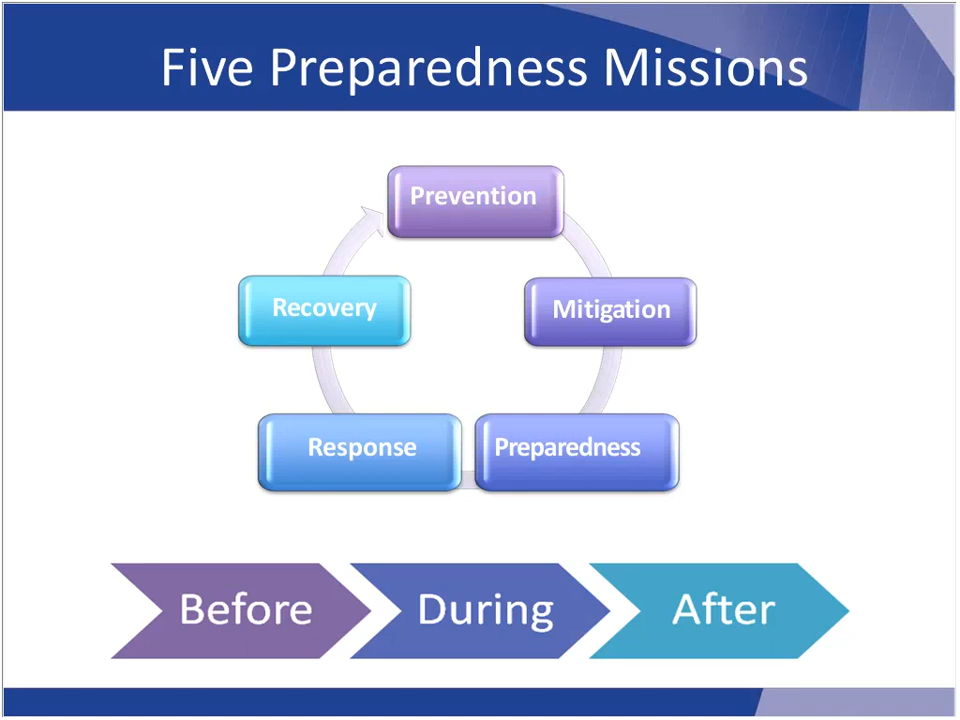 Five Preparedness Missions
Prevention
Mitigation
Preparedness
Response
Recovery
Before
During
After